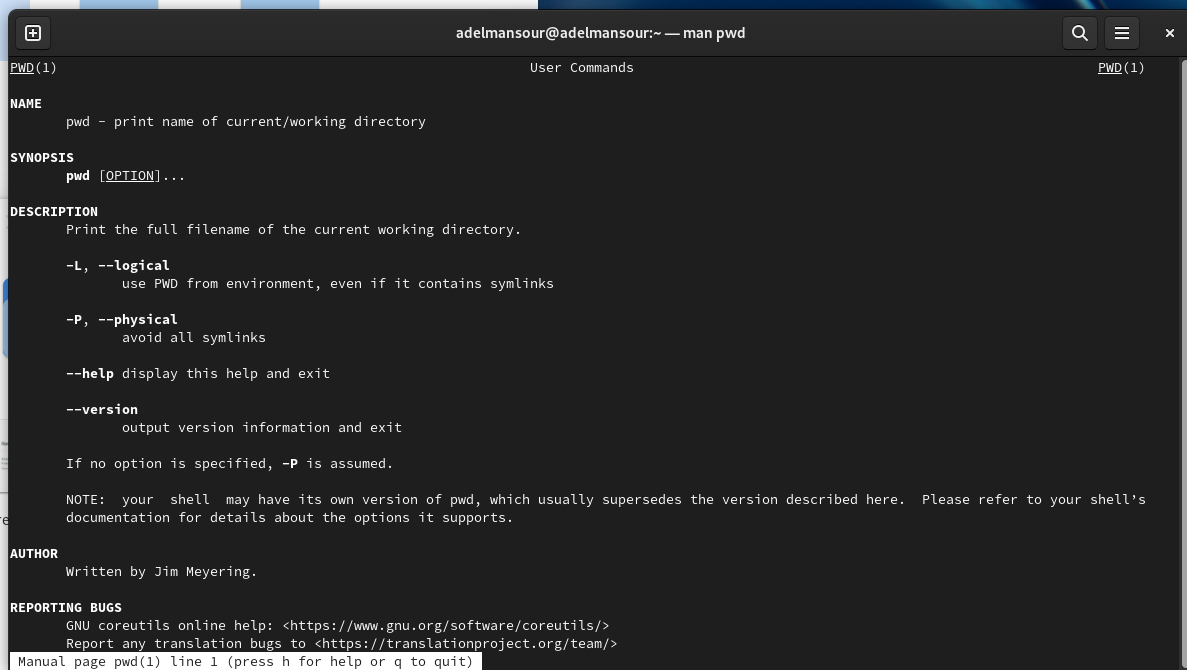 adelmansour@adelmansour:~ — man pwd
PWD(1) User Commands PWD(1)
NAME
pwd - print name of current/working directory
SYNOPSIS
pwd [OPTION]...
DESCRIPTION
Print the full filename of the current working directory.
-L, --logical
use PWD from environment, even if it contains symlinks
-P, --physical
avoid all symlinks
--help display this help and exit
--version
output version information and exit
If no option is specified, -P is assumed.
NOTE:  your  shell  may have its own version of pwd, which usually supersedes the version described here.  Please refer to your shell’s
documentation for details about the options it supports.
AUTHOR
Written by Jim Meyering.
REPORTING BUGS
GNU coreutils online help: <https://www.gnu.org/software/coreutils/>
Report any translation bugs to <https://translationproject.org/team/>
Manual page pwd(1) line 1 (press h for help or q to quit)